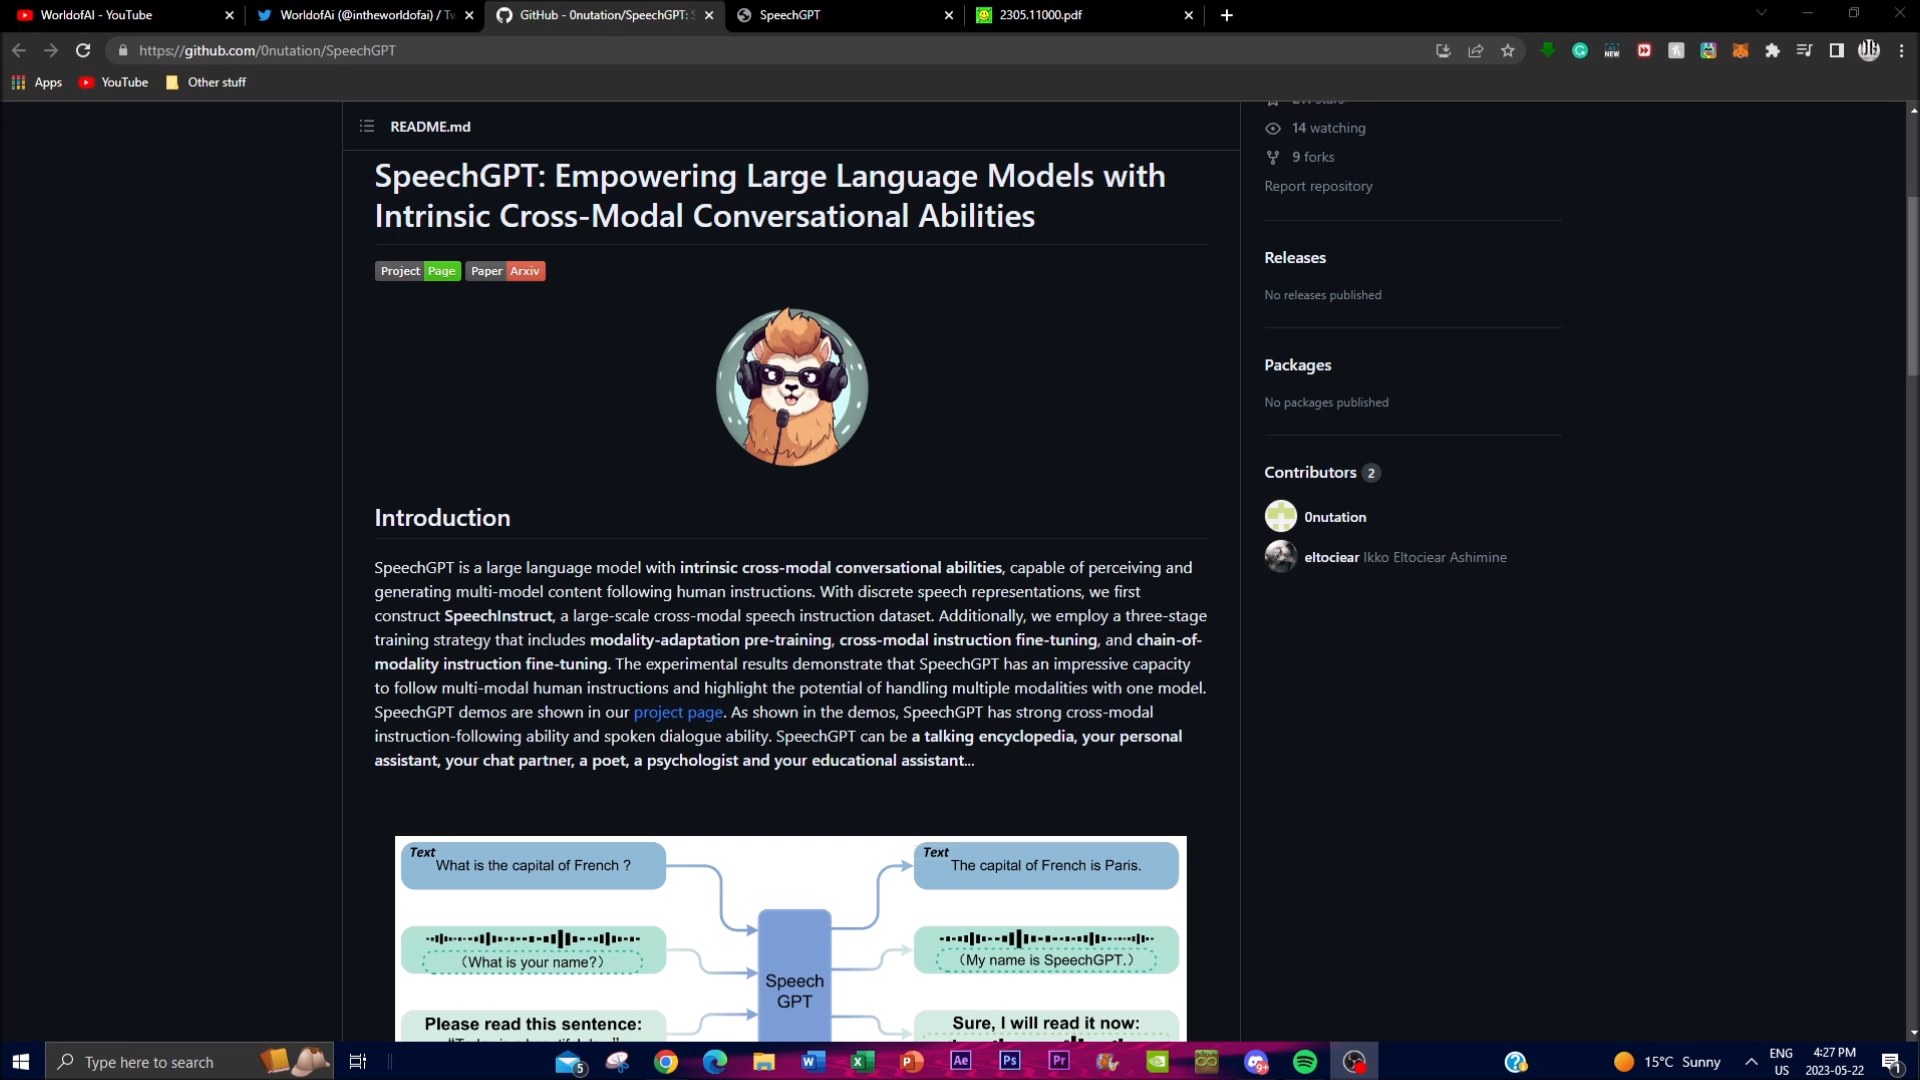 WorldofAI - YouTube
WorldofAi (@intheworldofai) / Tw
GitHub - 0nutation/SpeechGPT: S
SpeechGPT
2305.11000.pdf
https://github.com/0nutation/SpeechGPT
NEW
Apps
YouTube
Other stuff
README.md
SpeechGPT: Empowering Large Language Models with
Intrinsic Cross-Modal Conversational Abilities
Project Page Paper Arxiv
Introduction
SpeechGPT is a large language model with intrinsic cross-modal conversational abilities, capable of perceiving and
generating multi-model content following human instructions. With discrete speech representations, we first
construct SpeechInstruct, a large-scale cross-modal speech instruction dataset. Additionally, we employ a three-stage
training strategy that includes modality-adaptation pre-training, cross-modal instruction fine-tuning, and chain-of-
modality instruction fine-tuning. The experimental results demonstrate that SpeechGPT has an impressive capacity
to follow multi-modal human instructions and highlight the potential of handling multiple modalities with one model.
SpeechGPT demos are shown in our project page. As shown in the demos, SpeechGPT has strong cross-modal
instruction-following ability and spoken dialogue ability. SpeechGPT can be a talking encyclopedia, your personal
assistant, your chat partner, a poet, a psychologist and your educational assistant...
Text
What is the capital of French ?
Text
The capital of French is Paris.
(What is your name?)
(My name is SpeechGPT.)
Speech
GPT
Please read this sentence:
Sure, I will read it now:
14 watching
9 forks
Report repository
Releases
No releases published
Packages
No packages published
Contributors 2
0nutation
eltociear Ikko Eltociear Ashimine
Type here to search
5
Ae
Ps
Pr
9+
15°C Sunny
ENG
US
4:27 PM
2023-05-22
1